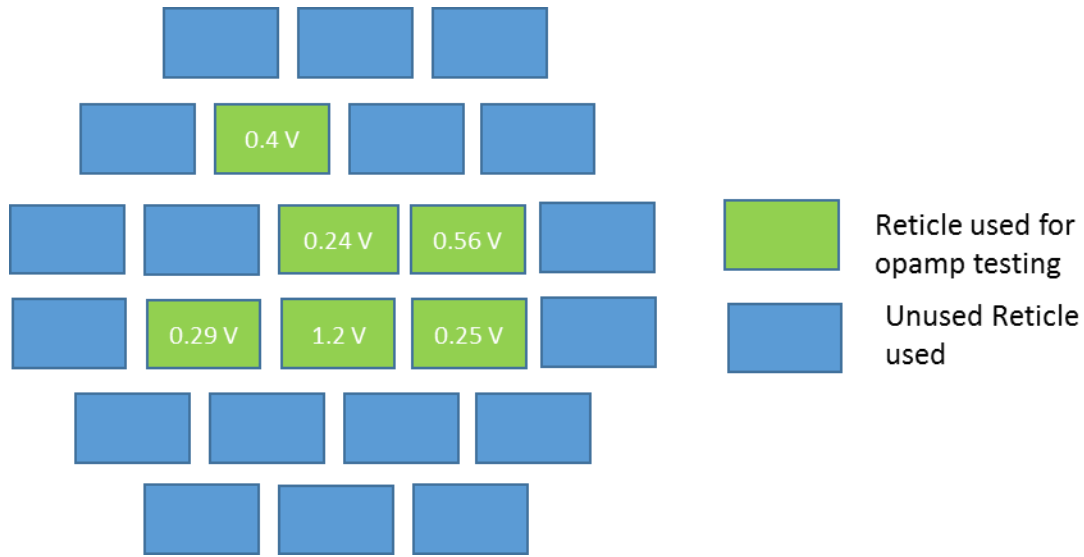 0.4 V
0.24 V
0.56 V
0.29 V
1.2 V
0.25 V
Reticle used for
opamp testing
Unused Reticle
used